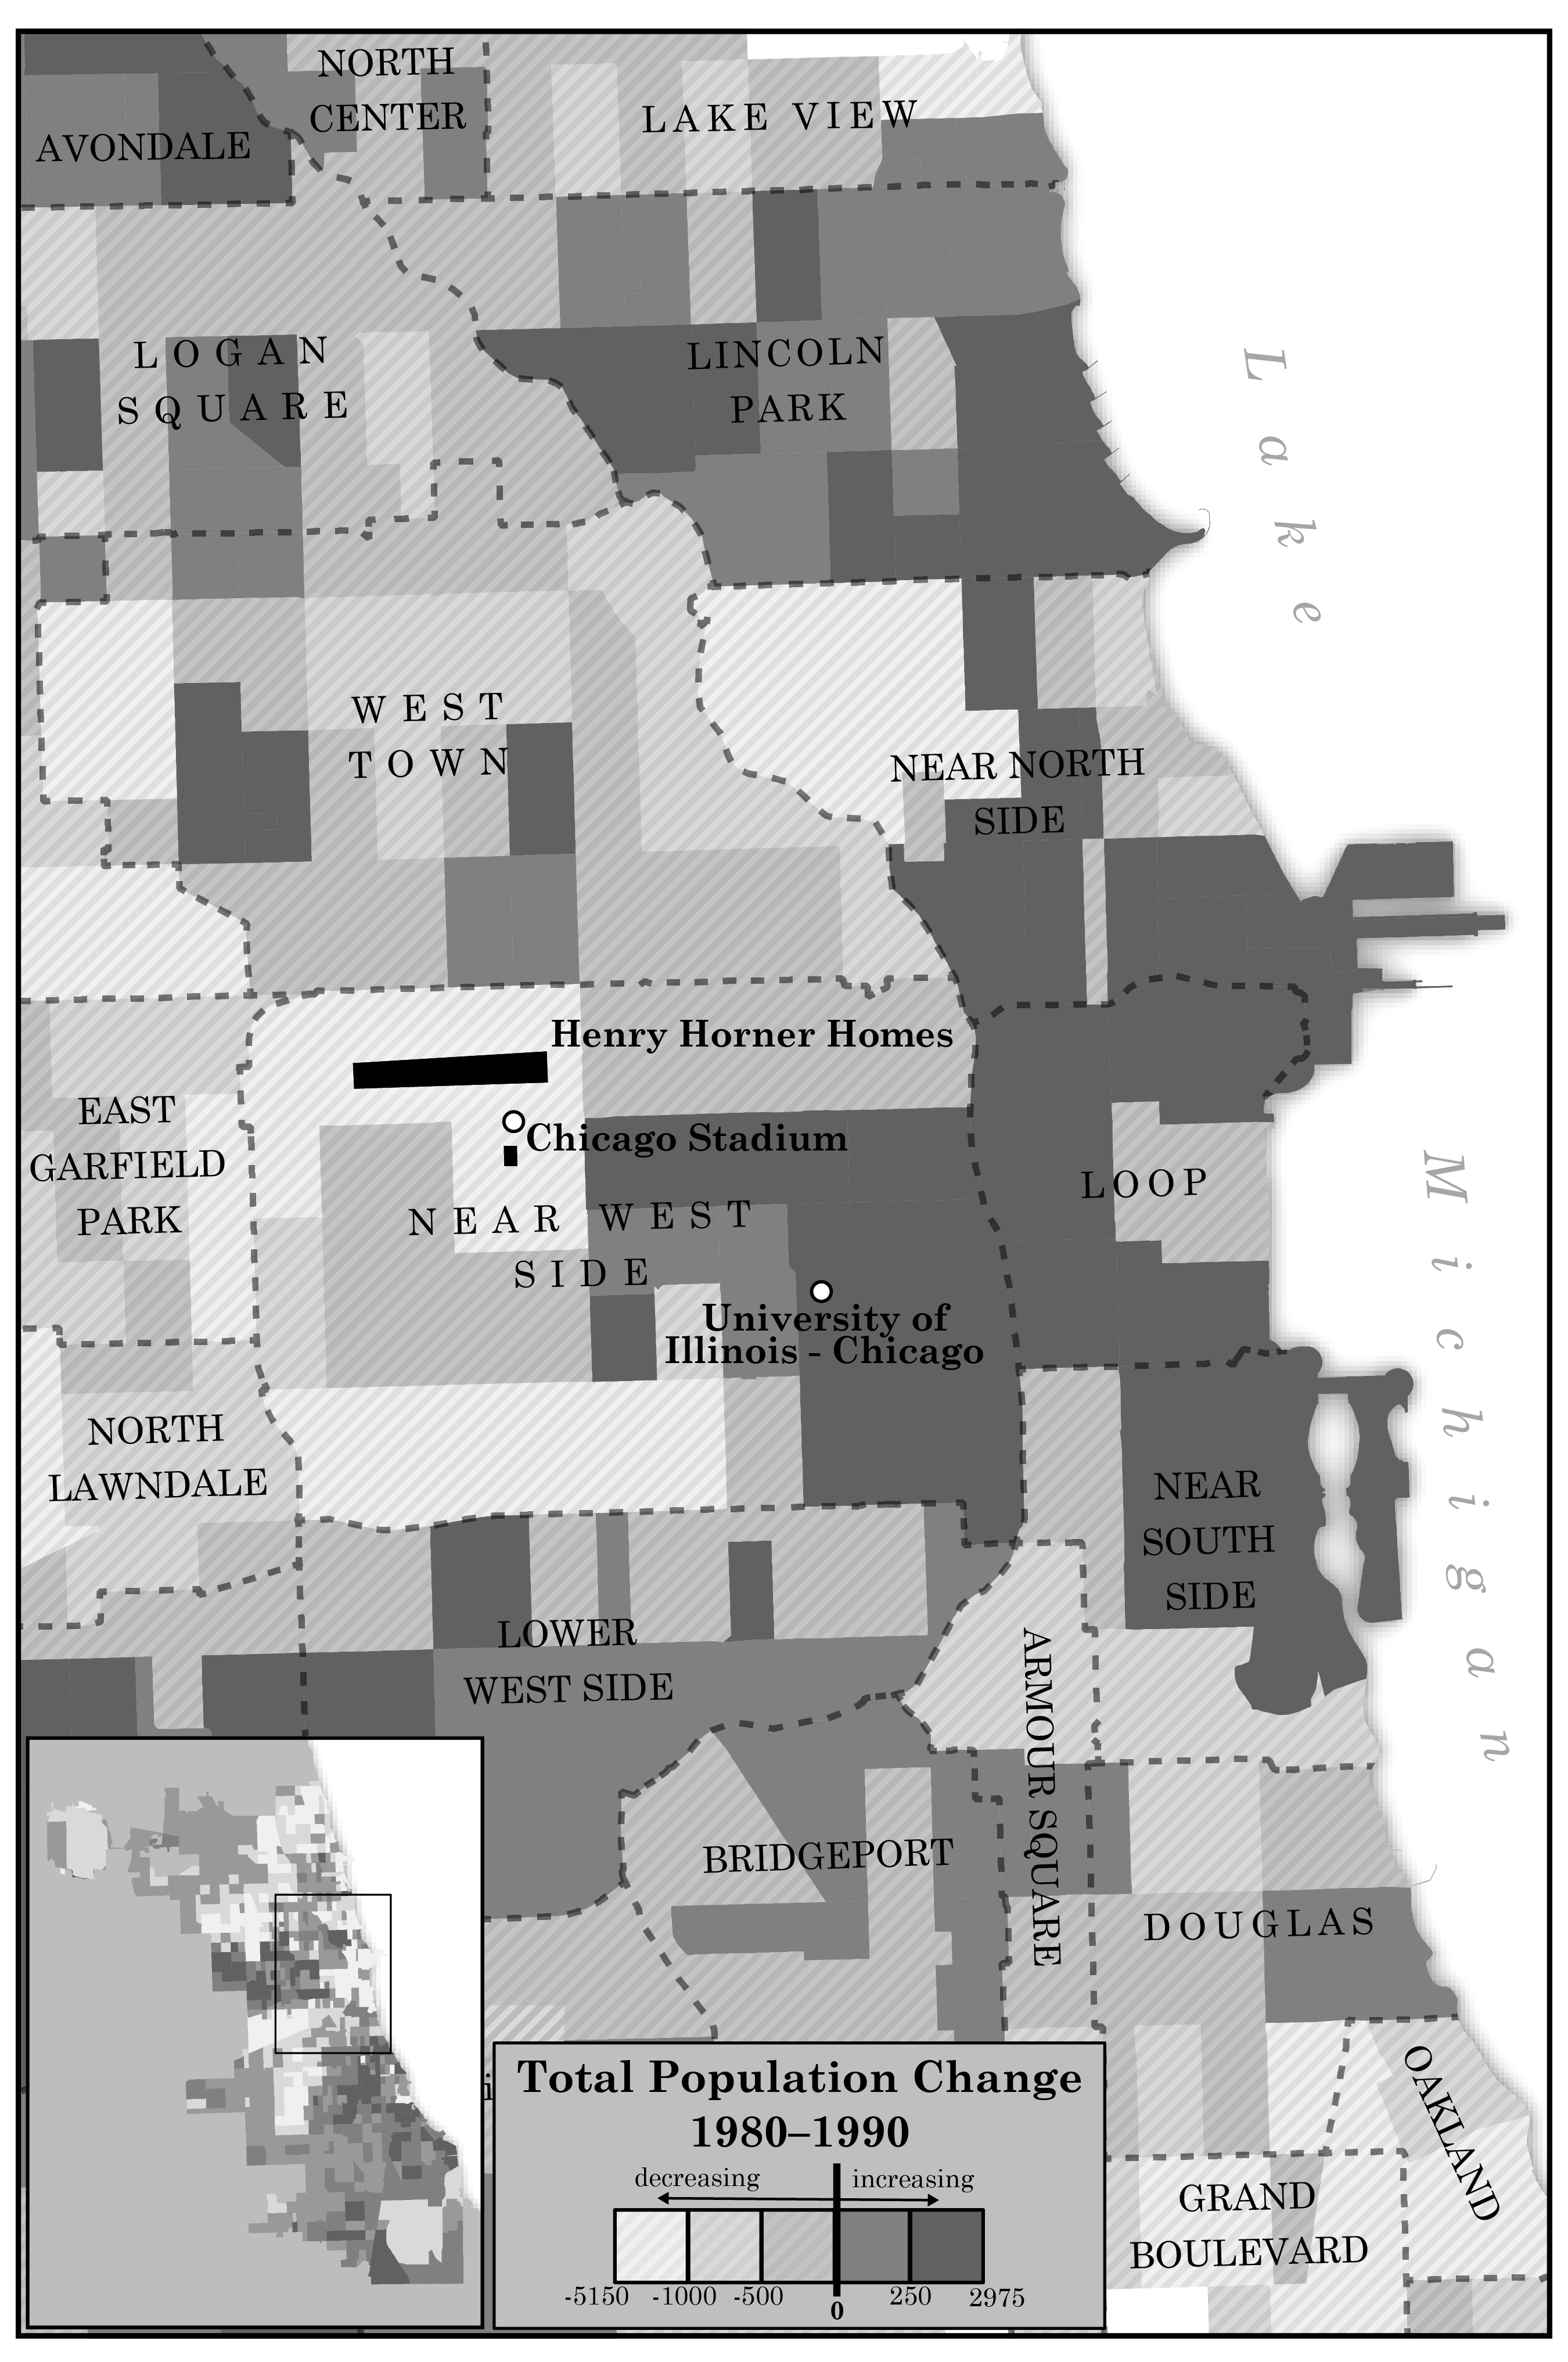 NORTH
CENTER
LAKE VIEW
AVONDALE
LOGAN
SQUARE
LINCOLN
PARK
Lake
WEST
TOWN
NEAR NORTH
SIDE
Henry Horner Homes
EAST
GARFIELD
PARK
Chicago Stadium
LOOP
NEAR WEST
SIDE
University of
Illinois - Chicago
Michigan
NORTH
LAWNDALE
NEAR
SOUTH
SIDE
LOWER
WEST SIDE
ARMOUR SQUARE
BRIDGEPORT
DOUGLAS
OAKLAND
GRAND
BOULEVARD
Total Population Change
1980–1990
decreasing increasing
-5150 -1000 -500 0 250 2975